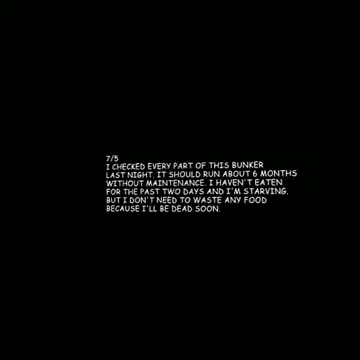 7/5
I CHECKED EVERY PART OF THIS BUNKER
LAST NIGHT. IT SHOULD RUN ABOUT 6 MONTHS
WITHOUT MAINTENANCE. I HAVEN'T EATEN
FOR THE PAST TWO DAYS AND I'M STARVING,
BUT I DON'T NEED TO WASTE ANY FOOD
BECAUSE I'LL BE DEAD SOON.